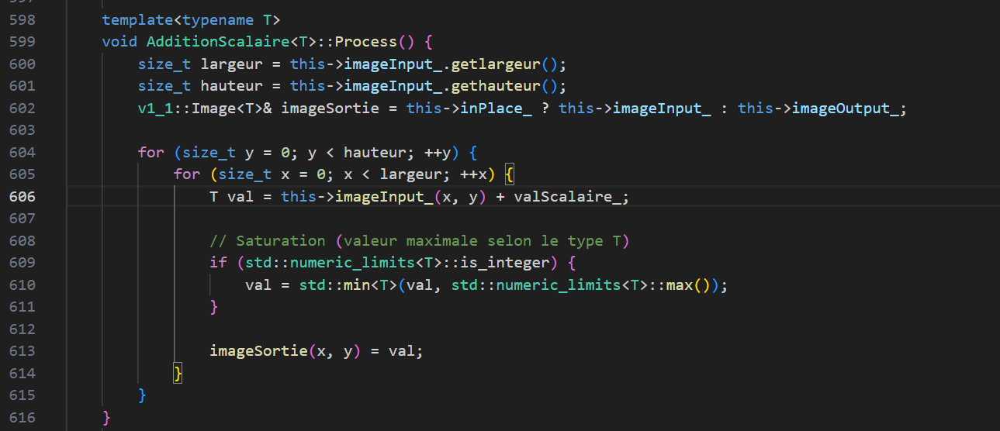 598 template<typename T>
599 void AdditionScalaire<T>::Process() {
600 size_t largeur = this->imageInput_.getlargeur();
601 size_t hauteur = this->imageInput_.gethauteur();
602 v1_1::Image<T>& imageSortie = this->inPlace_ ? this->imageInput_ : this->imageOutput_;
603
604 for (size_t y = 0; y < hauteur; ++y) {
605 for (size_t x = 0; x < largeur; ++x) {
606 T val = this->imageInput_(x, y) + valScalaire_;
607
608 // Saturation (valeur maximale selon le type T)
609 if (std::numeric_limits<T>::is_integer) {
610 val = std::min<T>(val, std::numeric_limits<T>::max());
611 }
612
613 imageSortie(x, y) = val;
614 }
615 }
616 }